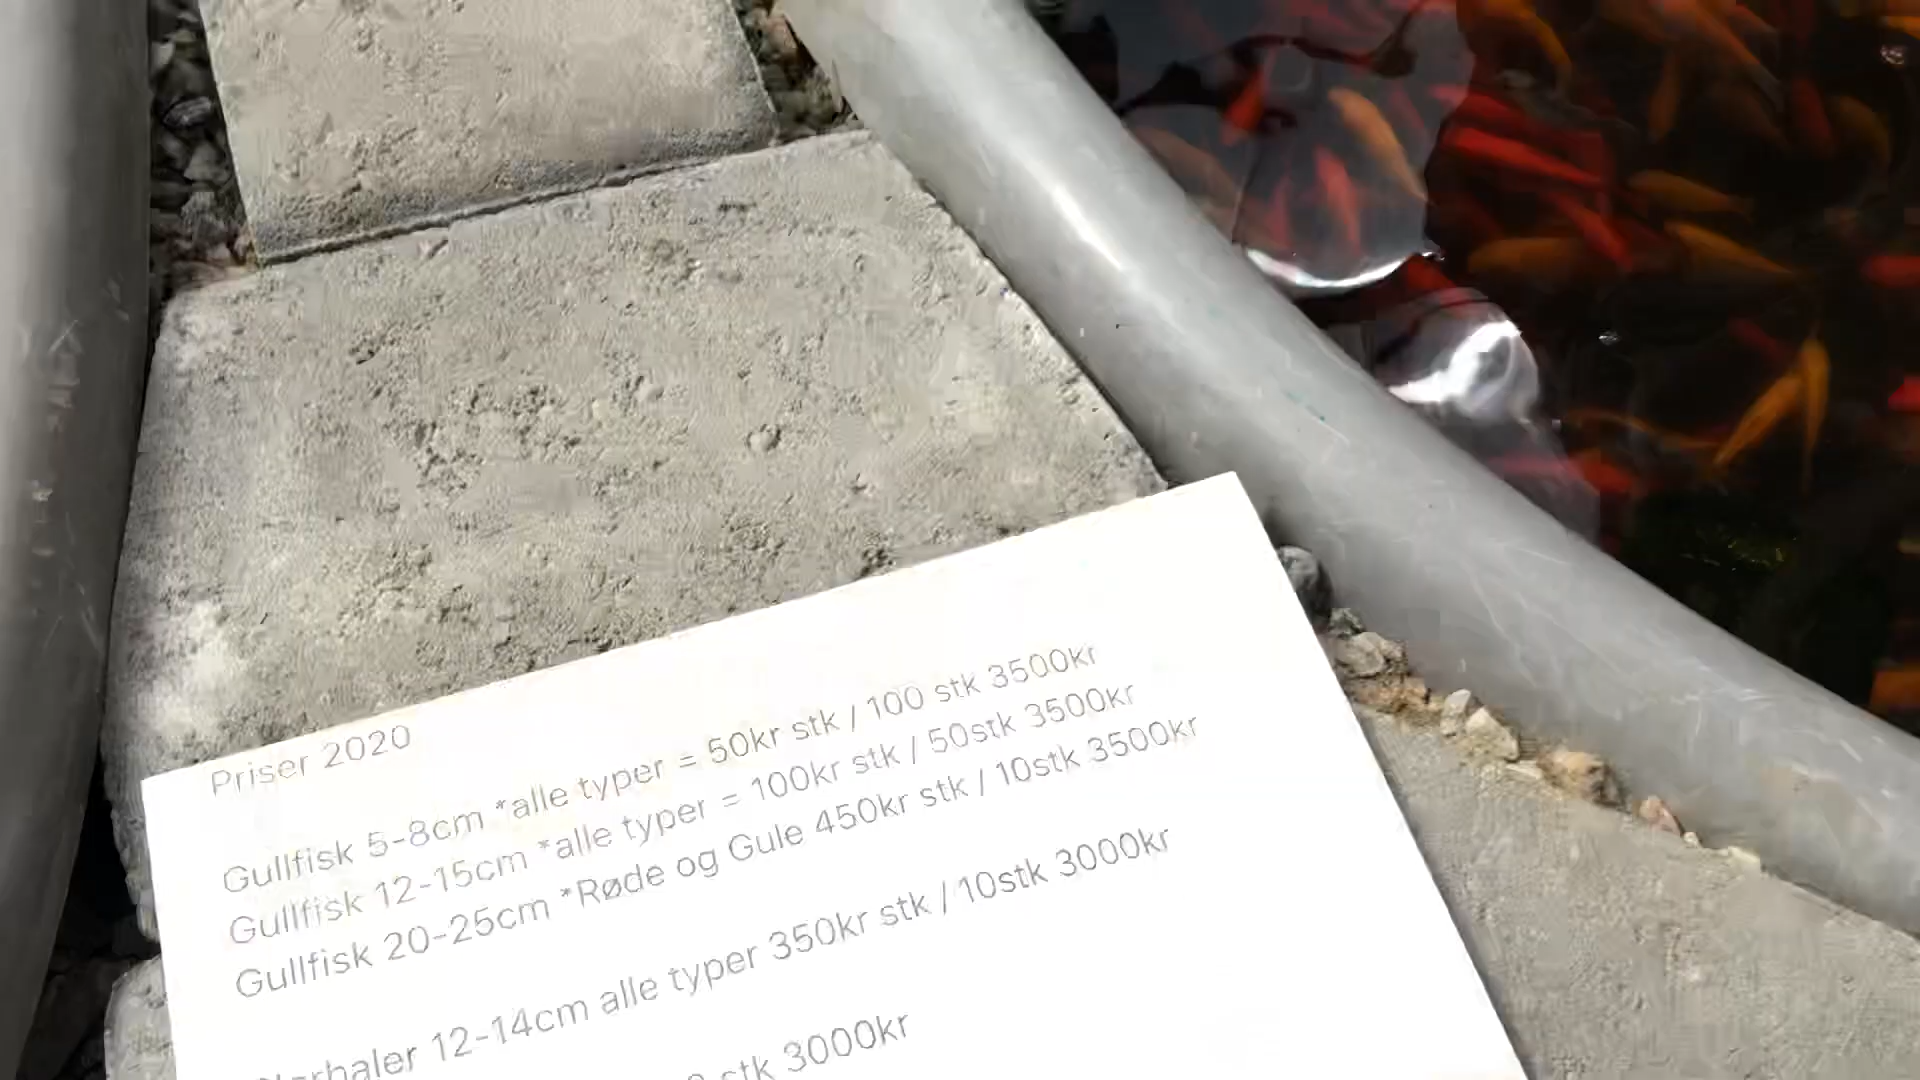 Priser 2020
Gullfisk 5-8cm *alle typer = 50kr stk / 100 stk 3500kr
Gullfisk 12-15cm *alle typer = 100kr stk / 50stk 3500kr
Gullfisk 20-25cm *Røde og Gule 450kr stk / 10stk 3500kr
12-14cm alle typer 350kr stk / 10stk 3000kr
stk 3000kr